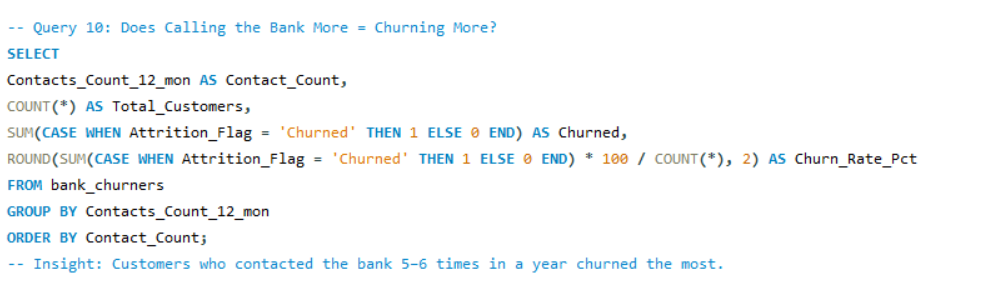 -- Query 10: Does Calling the Bank More = Churning More?
SELECT
Contacts_Count_12_mon AS Contact_Count,
COUNT(*) AS Total_Customers,
SUM(CASE WHEN Attrition_Flag = 'Churned' THEN 1 ELSE 0 END) AS Churned,
ROUND(SUM(CASE WHEN Attrition_Flag = 'Churned' THEN 1 ELSE 0 END) * 100 / COUNT(*), 2) AS Churn_Rate_Pct
FROM bank_churners
GROUP BY Contacts_Count_12_mon
ORDER BY Contact_Count;
-- Insight: Customers who contacted the bank 5–6 times in a year churned the most.